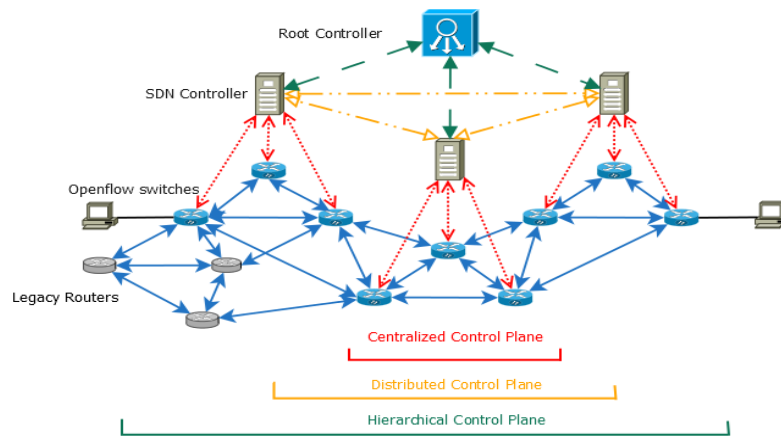 Root Controller
SDN Controller
Openflow switches
Legacy Routers
Centralized Control Plane
Distributed Control Plane
Hierarchical Control Plane